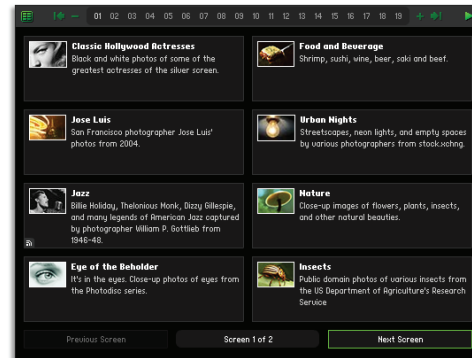 01 02 03 04 05 06 07 08 09 10 11 12 13 14 15 16 17 18 19
Classic Hollywood Actresses
Black and white photos of some of the
greatest actresses of the silver screen.
Food and Beverage
Shrimp, sushi, wine, beer, saki and beef.
Jose Luis
San Francisco photographer Jose Luis'
photos from 2004.
Urban Nights
Streetscapes, neon lights, and empty spaces
by various photographers from stock.xchng.
Jazz
Billie Holiday, Thelonious Monk, Dizzy Gillespie,
and many legends of American Jazz captured
by photographer William P. Gottlieb from
1946-48.
Nature
Close-up images of flowers, plants, insects,
and other natural beauties.
Eye of the Beholder
It's in the eyes. Close-up photos of eyes from
the Photodisc series.
Insects
Public domain photos of various insects from
the US Department of Agriculture's Research
Service
Previous Screen
Screen 1 of 2
Next Screen